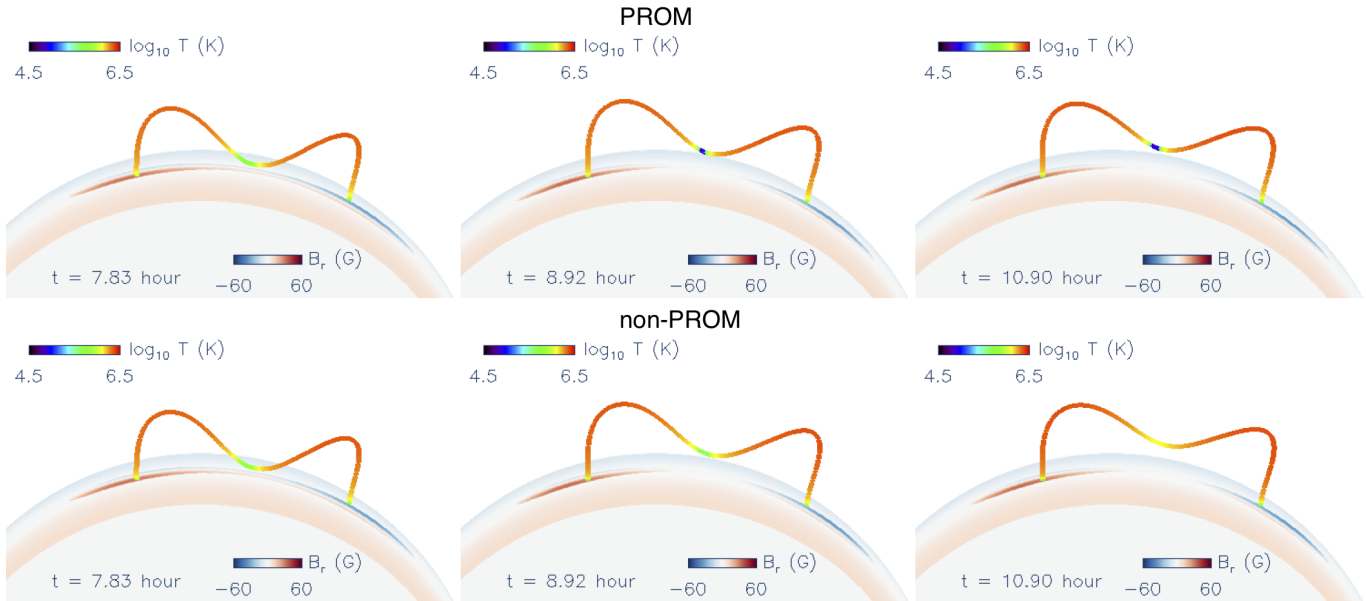 PROM
log₁₀ T (K)
4.5 6.5
log₁₀ T (K)
4.5 6.5
log₁₀ T (K)
4.5 6.5
t = 7.83 hour
Bᵣ (G)
−60 60
t = 8.92 hour
Bᵣ (G)
−60 60
t = 10.90 hour
Bᵣ (G)
−60 60
non-PROM
log₁₀ T (K)
4.5 6.5
log₁₀ T (K)
4.5 6.5
log₁₀ T (K)
4.5 6.5
t = 7.83 hour
Bᵣ (G)
−60 60
t = 8.92 hour
Bᵣ (G)
−60 60
t = 10.90 hour
Bᵣ (G)
−60 60